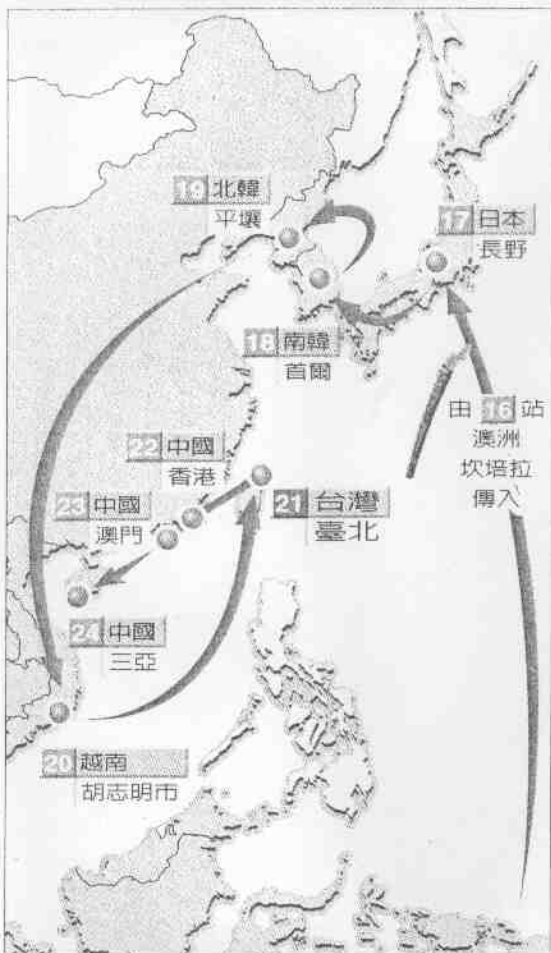 19 北韓
平壤
17 日本
長野
18 南韓
首爾
由 16 站
澳洲
坎培拉
傳入
22 中國
香港
23 中國
澳門
21 台灣
臺北
24 中國
三亞
20 越南
胡志明市